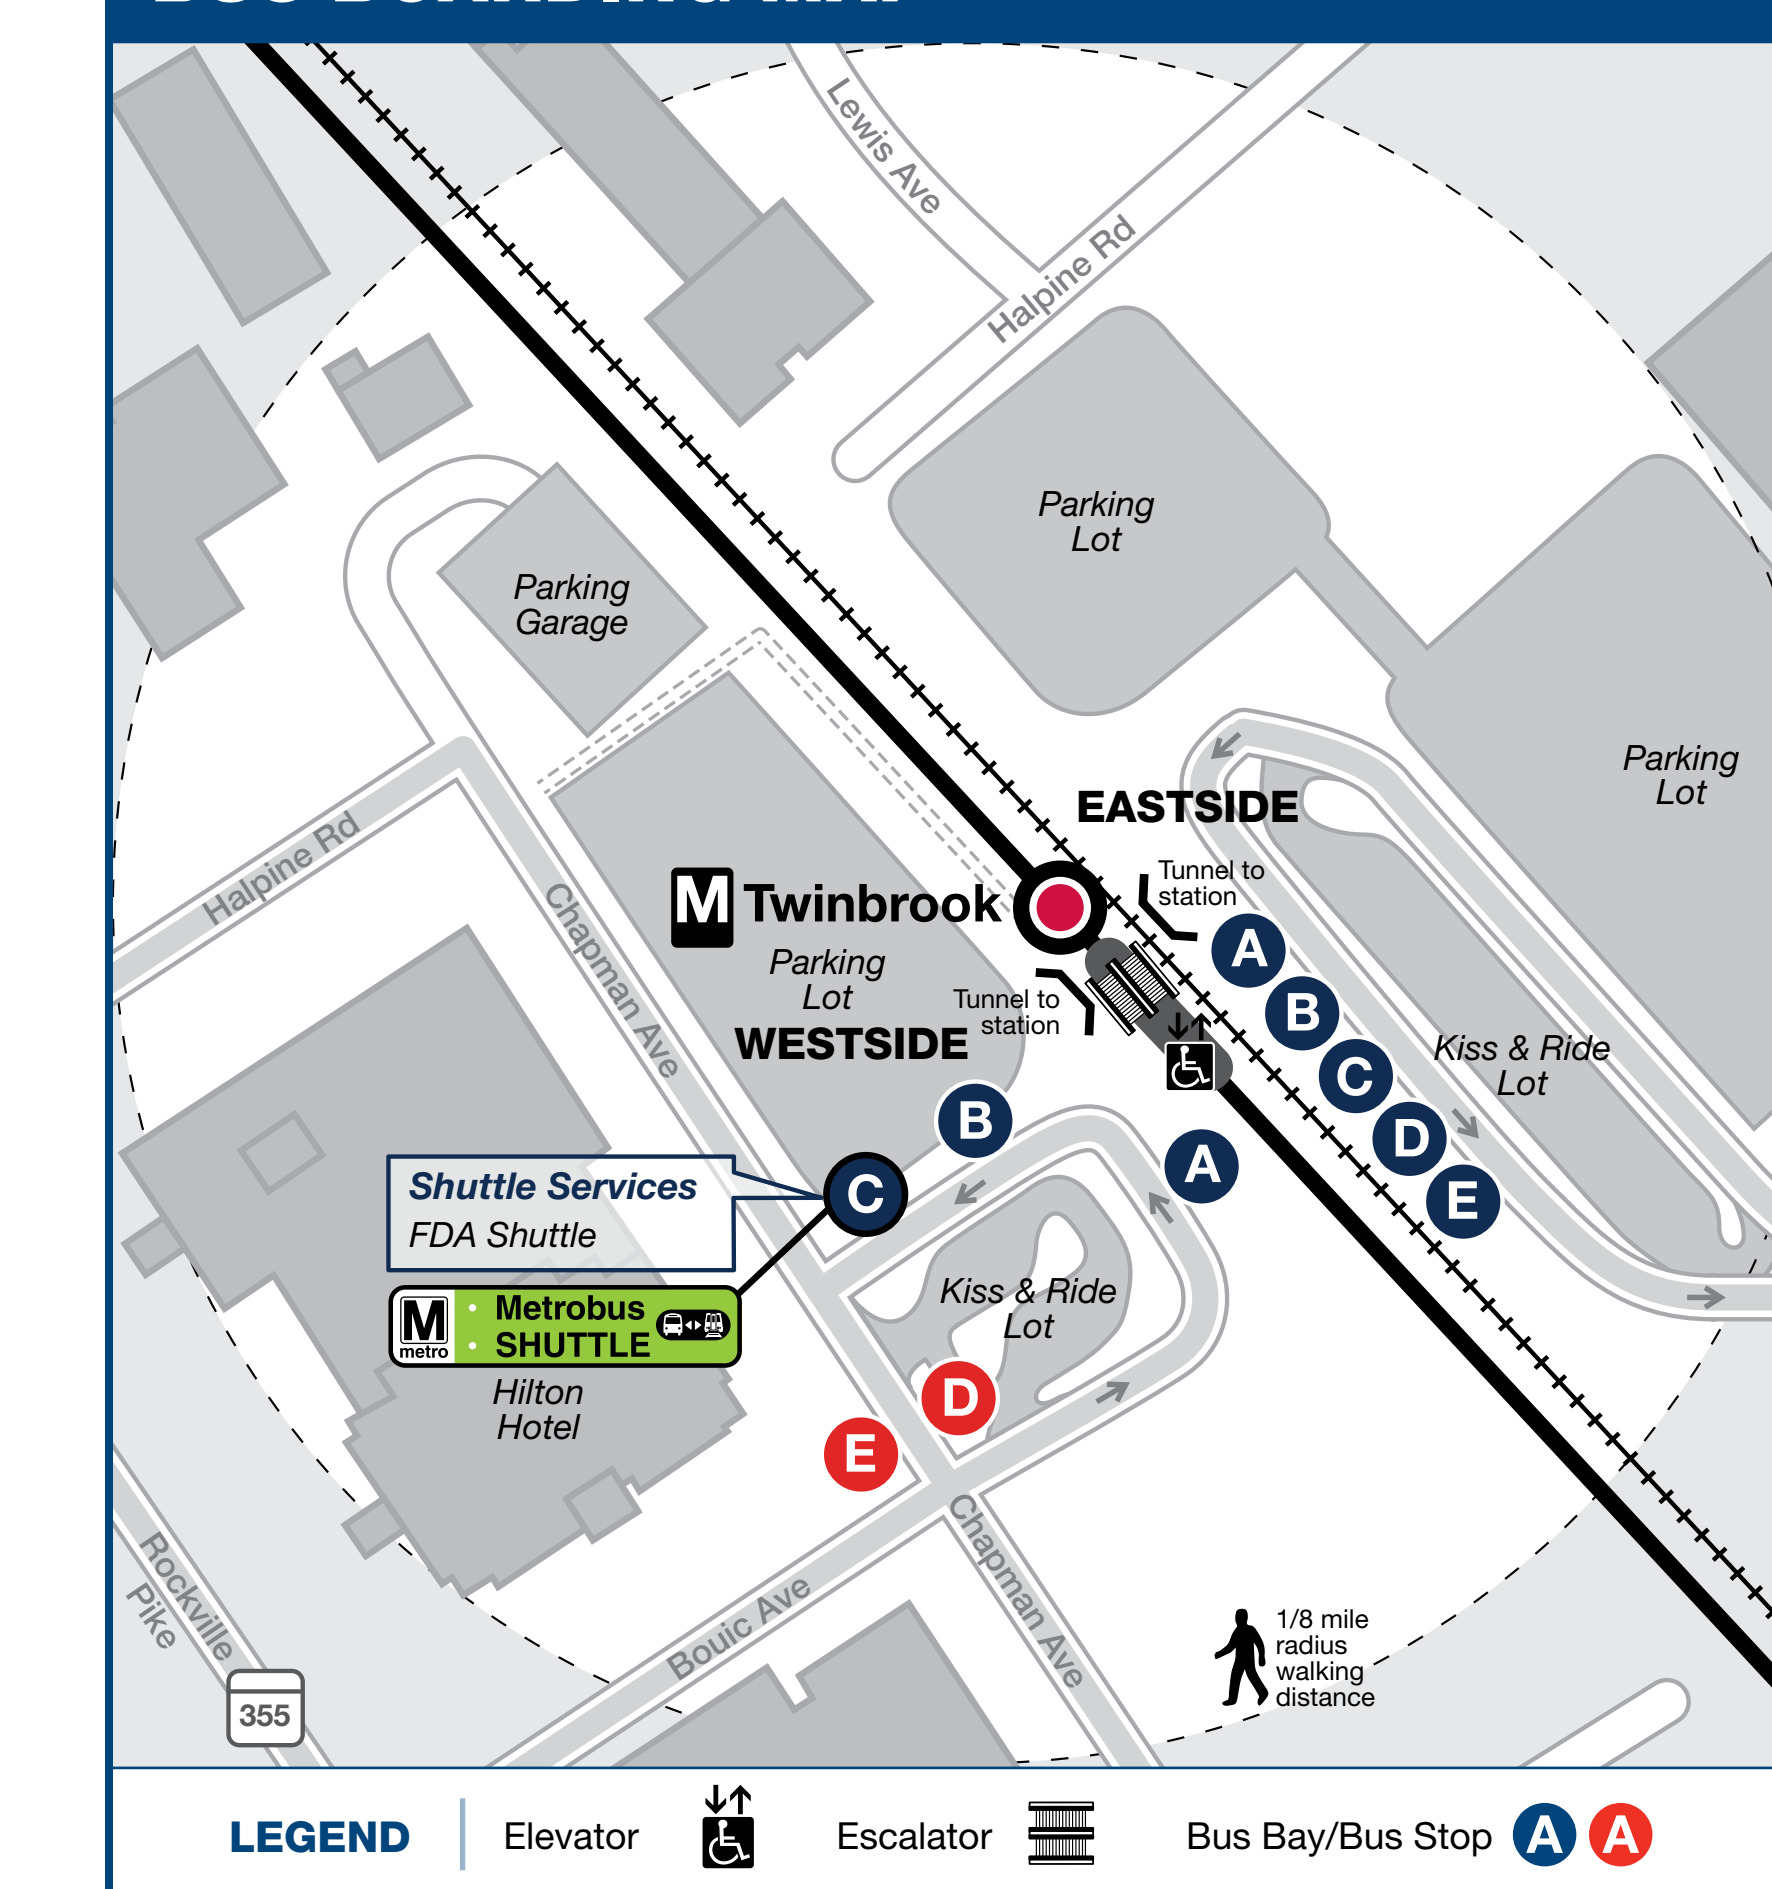 BUS BOARDING MAP
Lewis Ave
Halpine Rd
Parking
Lot
Parking
Garage
Parking
Lot
EASTSIDE
Tunnel to
station
Halpine Rd
Chapman Ave
M Twinbrook
Parking
Lot
WESTSIDE
Tunnel to
station
A
B
C
D
E
Kiss & Ride
Lot
B
A
C
Shuttle Services
FDA Shuttle
M
metro
• Metrobus
• SHUTTLE
Kiss & Ride
Lot
Hilton
Hotel
D
E
Chapman Ave
Bouic Ave
Rockville
Pike
355
1/8 mile
radius
walking
distance
LEGEND
Elevator
Escalator
Bus Bay/Bus Stop A A